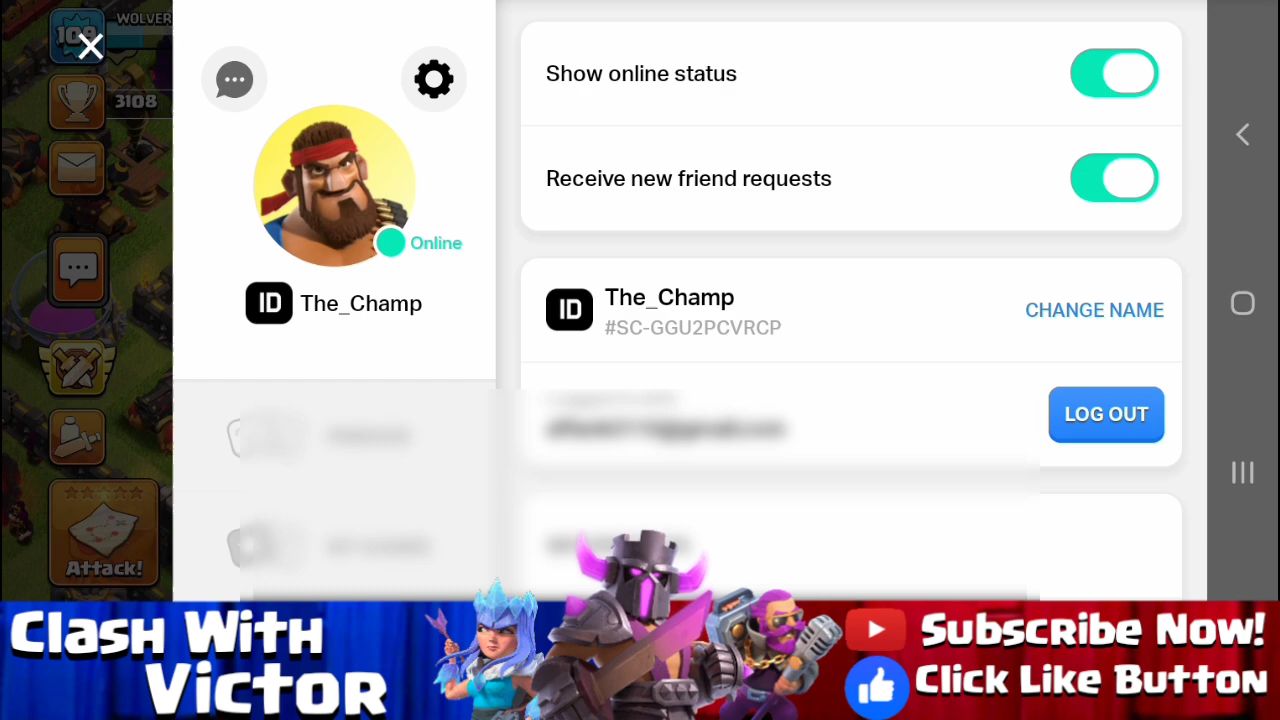 109
WOLVER
3108
Attack!
Online
ID The_Champ
Show online status
Receive new friend requests
ID The_Champ
#SC-GGU2PCVRCP
CHANGE NAME
LOG OUT
Clash With
Victor
Subscribe Now!
Click Like Button